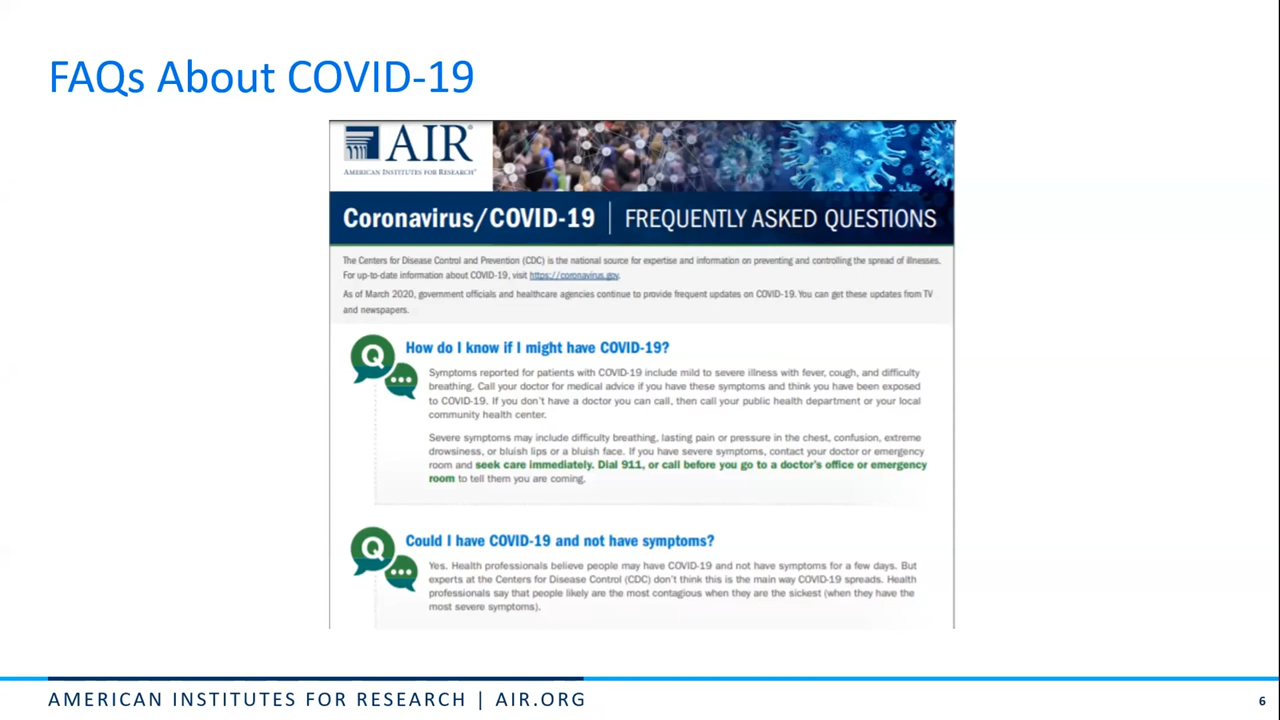 FAQs About COVID-19
AIR®
AMERICAN INSTITUTES FOR RESEARCH®
Coronavirus/COVID-19 | FREQUENTLY ASKED QUESTIONS
The Centers for Disease Control and Prevention (CDC) is the national source for expertise and information on preventing and controlling the spread of illnesses.
For up-to-date information about COVID-19, visit https://coronavirus.gov.
As of March 2020, government officials and healthcare agencies continue to provide frequent updates on COVID-19. You can get these updates from TV
and newspapers.
Q
How do I know if I might have COVID-19?
Symptoms reported for patients with COVID-19 include mild to severe illness with fever, cough, and difficulty
breathing. Call your doctor for medical advice if you have these symptoms and think you have been exposed
to COVID-19. If you don't have a doctor you can call, then call your public health department or your local
community health center.
Severe symptoms may include difficulty breathing, lasting pain or pressure in the chest, confusion, extreme
drowsiness, or bluish lips or a bluish face. If you have severe symptoms, contact your doctor or emergency
room and seek care immediately. Dial 911, or call before you go to a doctor's office or emergency
room to tell them you are coming.
Q
Could I have COVID-19 and not have symptoms?
Yes. Health professionals believe people may have COVID-19 and not have symptoms for a few days. But
experts at the Centers for Disease Control (CDC) don't think this is the main way COVID-19 spreads. Health
professionals say that people likely are the most contagious when they are the sickest (when they have the
most severe symptoms).
AMERICAN INSTITUTES FOR RESEARCH | AIR.ORG
6